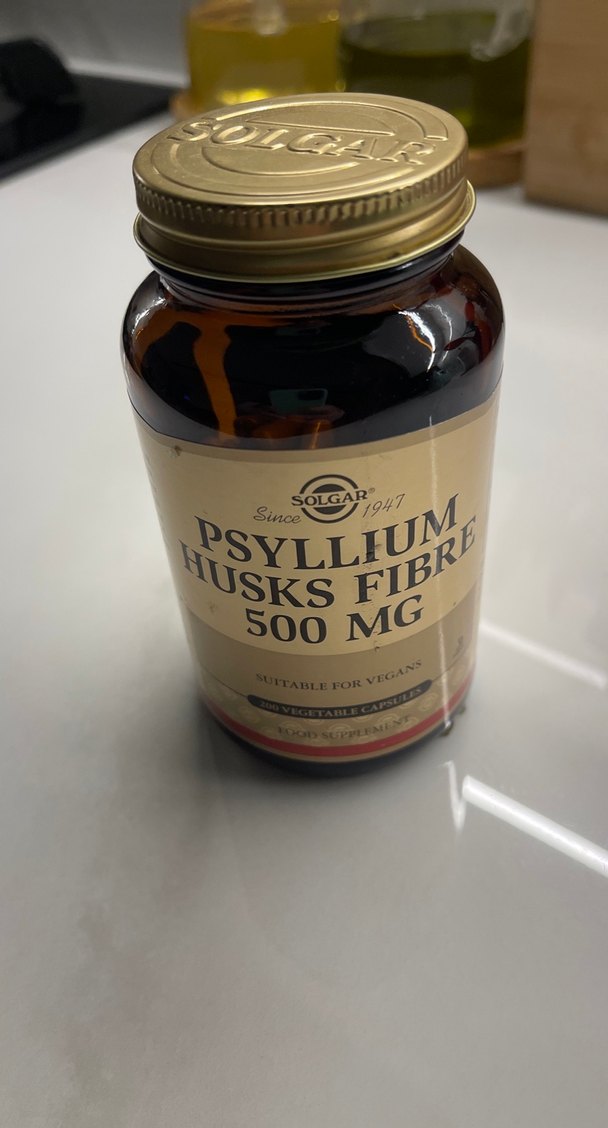 SOLGAR
SOLGAR®
Since 1947
PSYLLIUM
HUSKS FIBRE
500 MG
SUITABLE FOR VEGANS
200 VEGETABLE CAPSULES
FOOD SUPPLEMENT